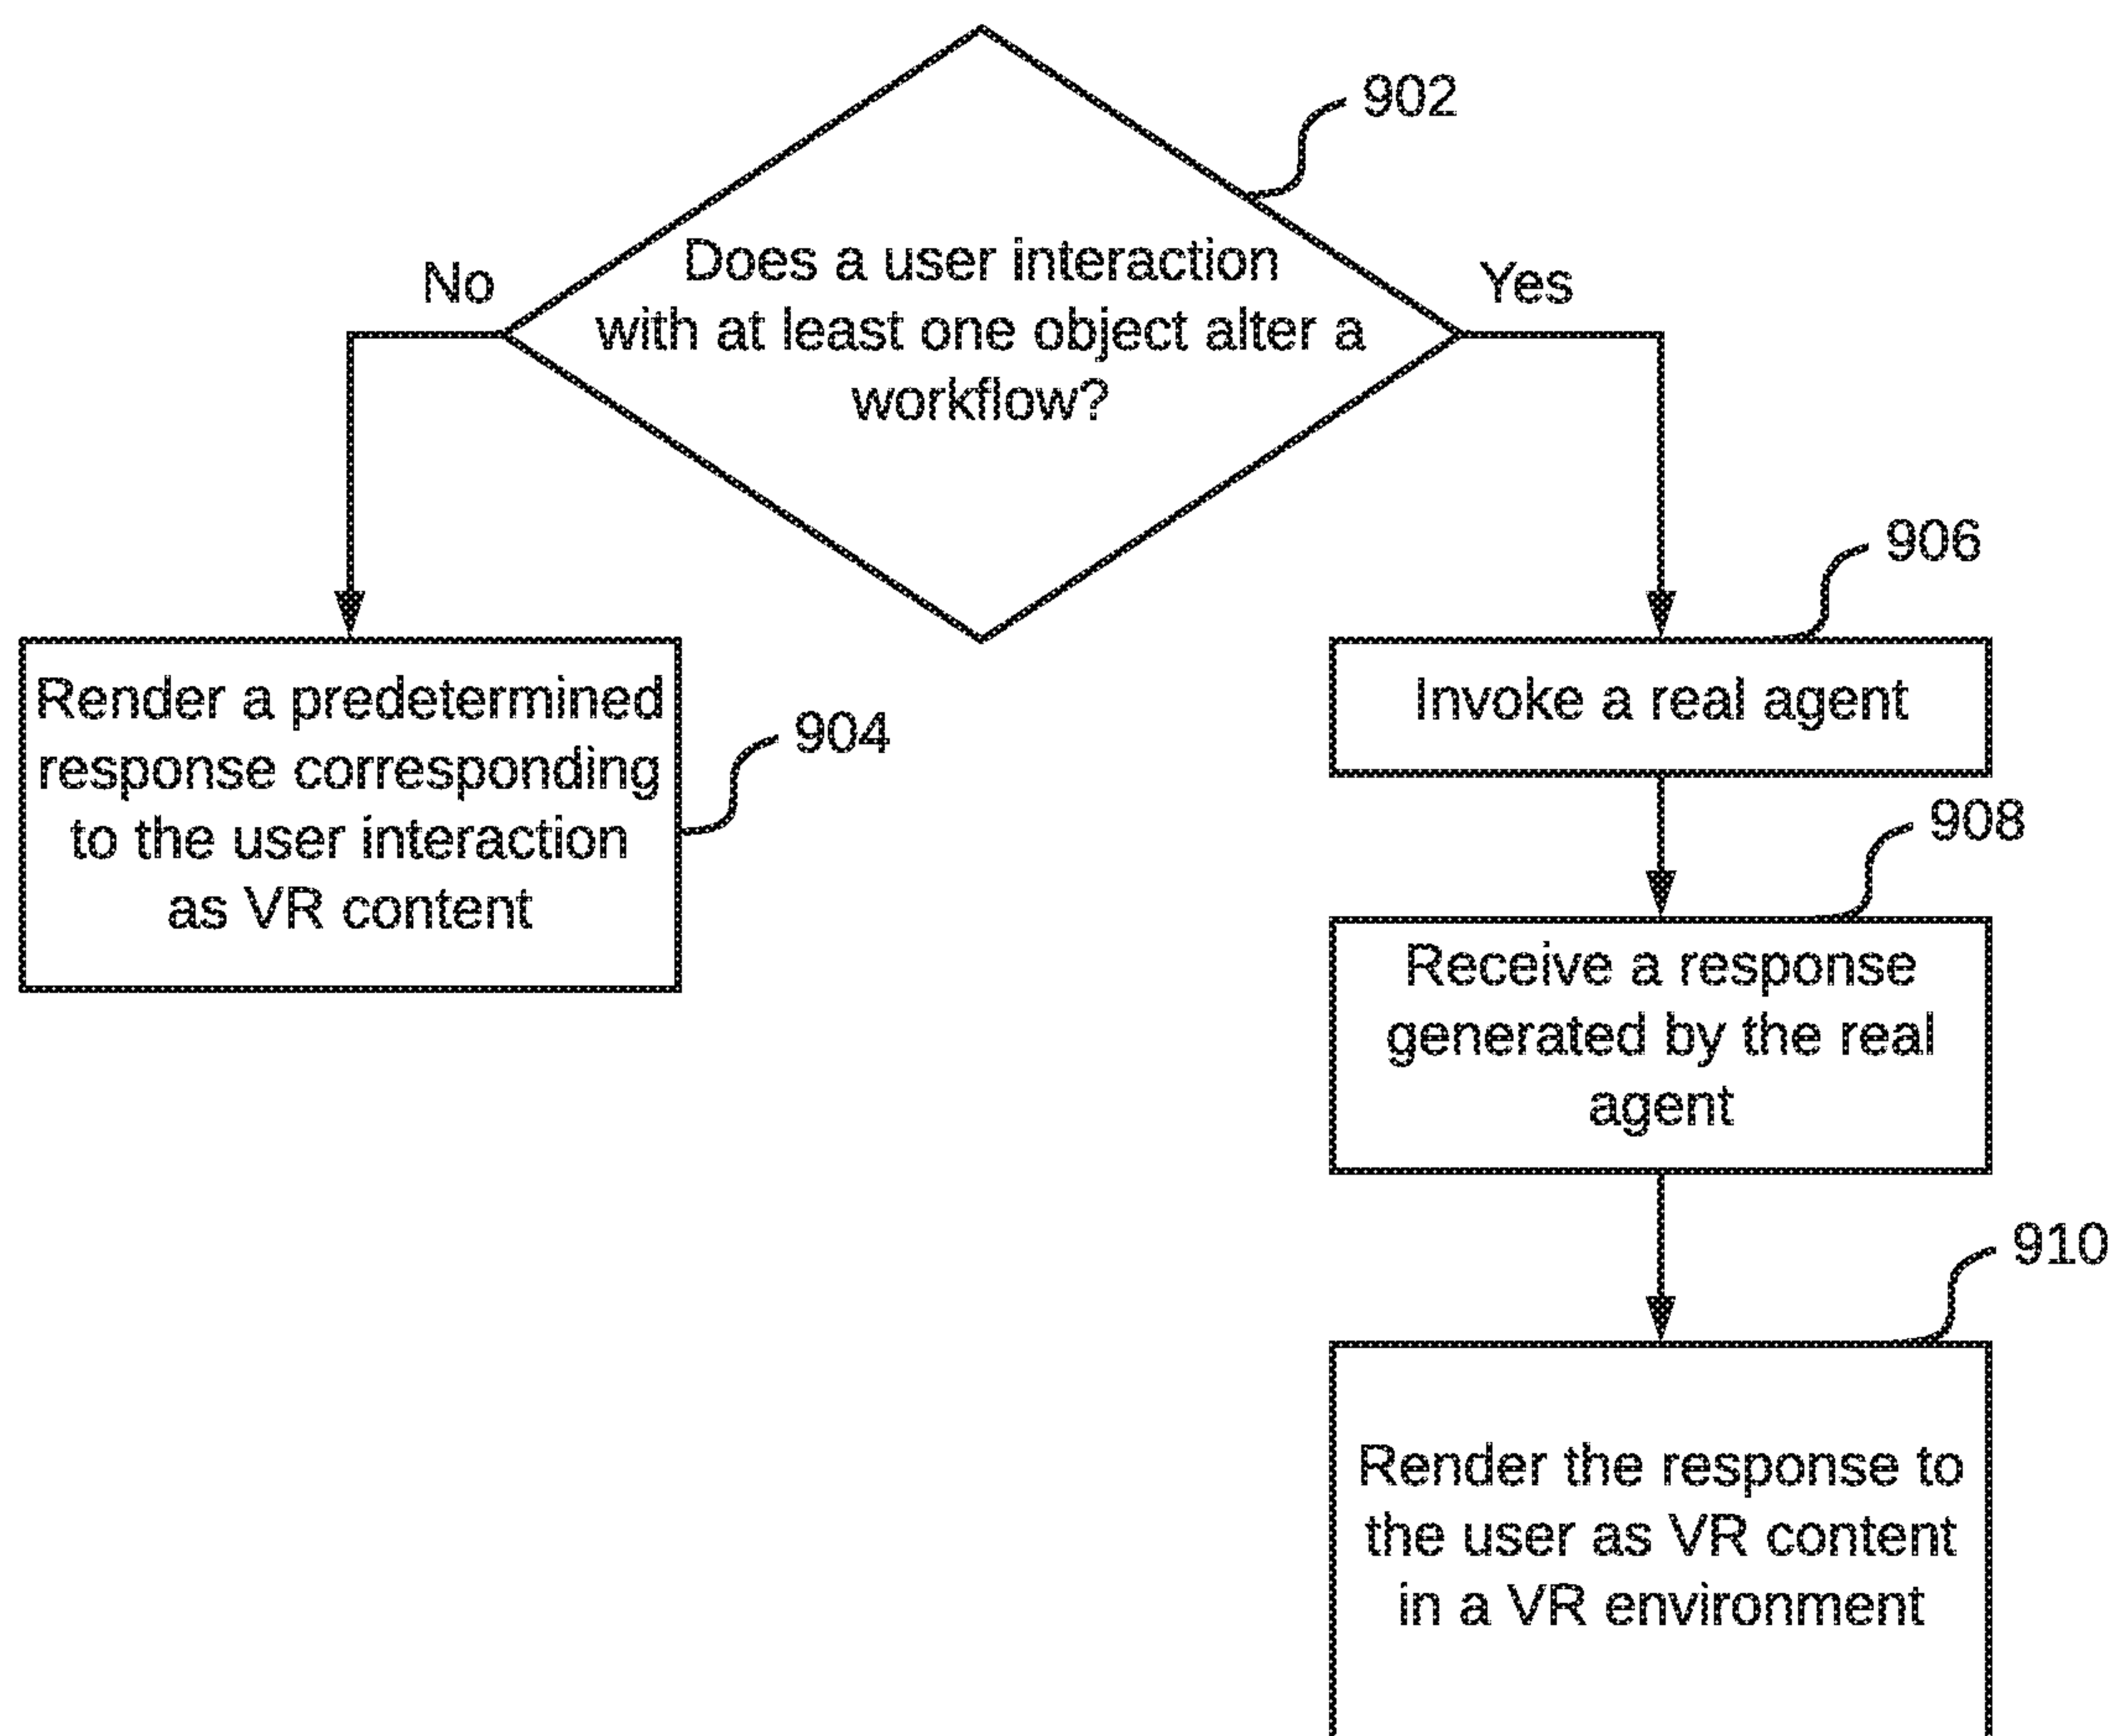 902
Does a user interaction
with at least one object alter a
workflow?
No
Yes
Render a predetermined
response corresponding
to the user interaction
as VR content
904
906
Invoke a real agent
908
Receive a response
generated by the real
agent
910
Render the response to
the user as VR content
in a VR environment